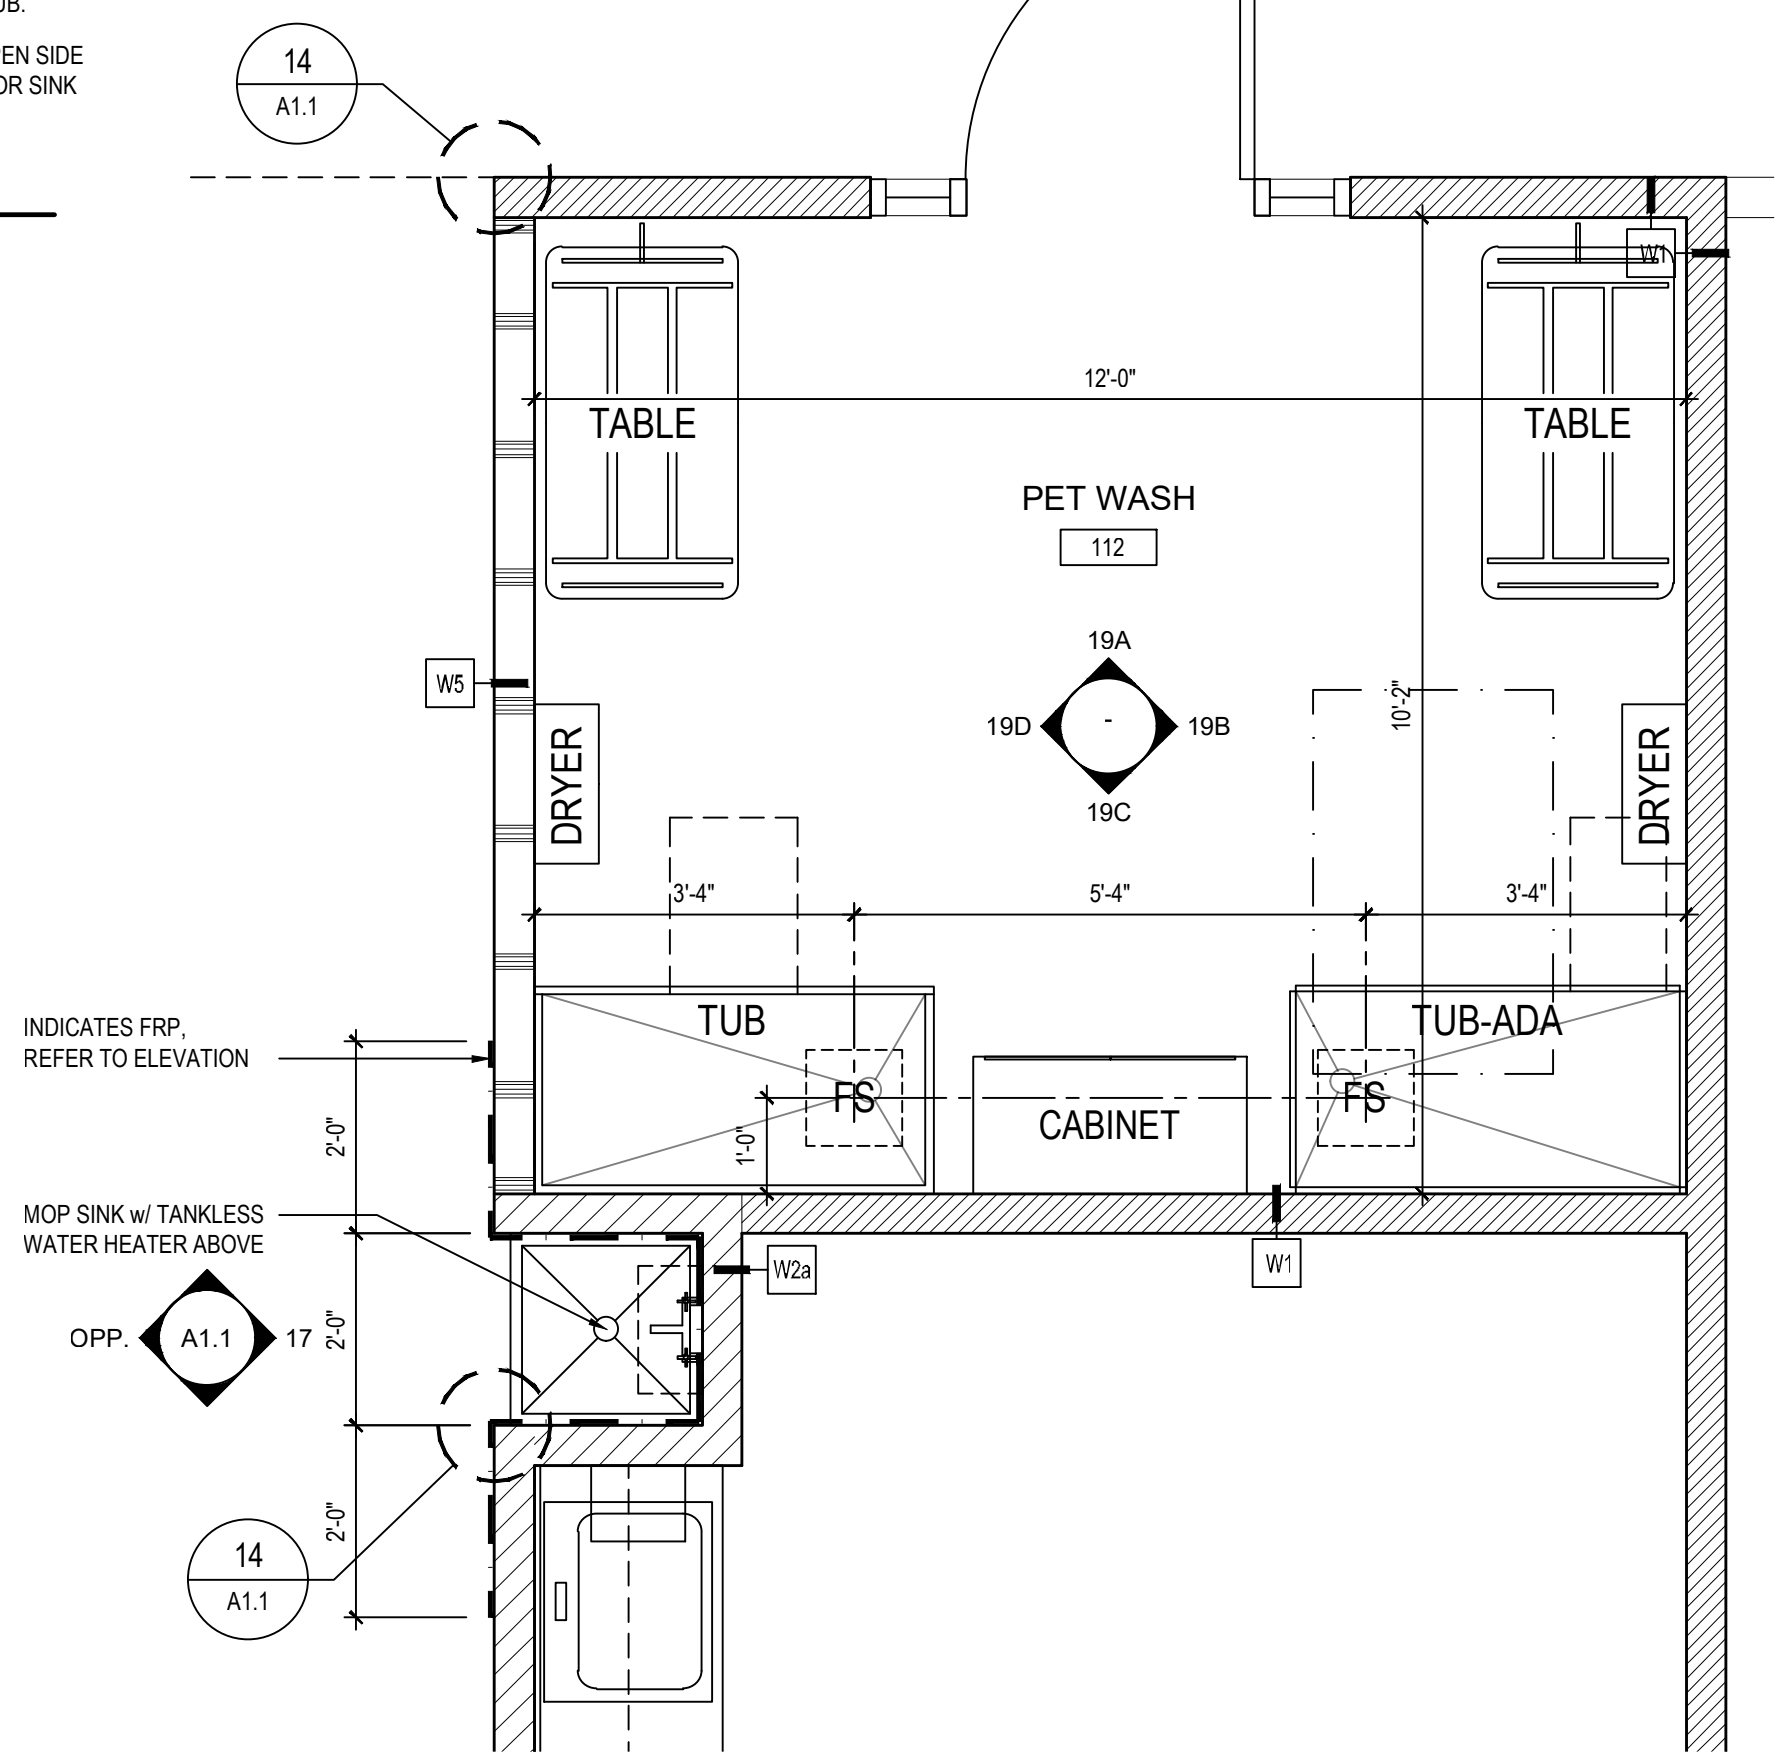 UB.
PEN SIDE
OR SINK
14
A1.1
W1
12'-0"
TABLE
TABLE
PET WASH
112
19A
W5
19D
-
19B
10'-2"
DRYER
DRYER
19C
3'-4"
5'-4"
3'-4"
INDICATES FRP,
REFER TO ELEVATION
TUB
TUB-ADA
FS
FS
CABINET
2'-0"
1'-0"
MOP SINK w/ TANKLESS
WATER HEATER ABOVE
W2a
W1
OPP.
A1.1
17
2'-0"
2'-0"
14
A1.1